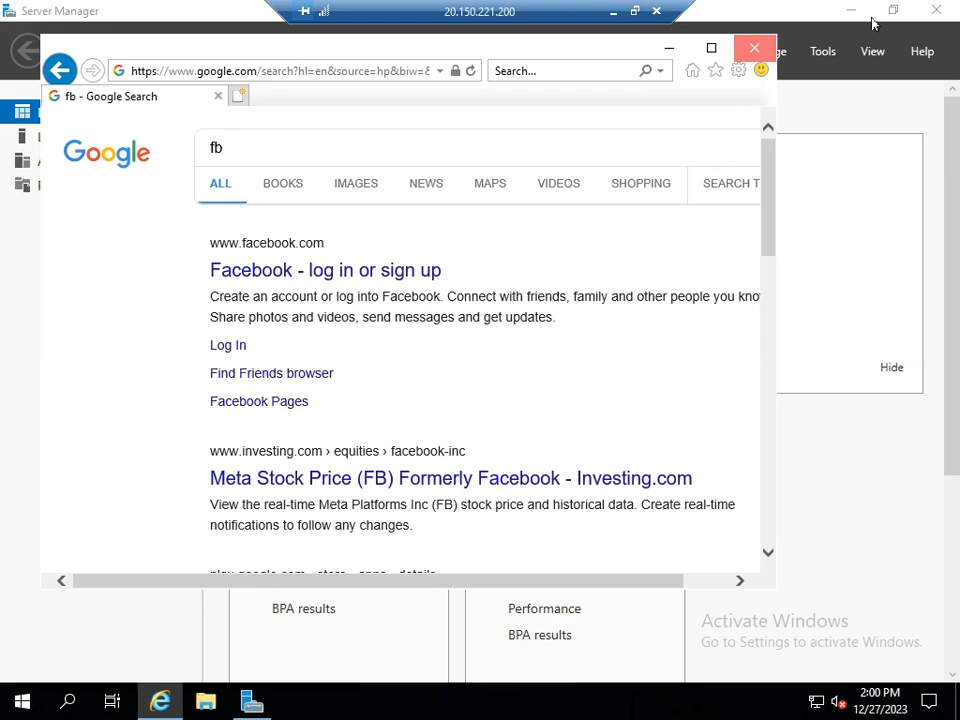 Server Manager
20.150.221.200
Tools
View
Help
https://www.google.com/search?hl=en&source=hp&biw=&
Search...
fb - Google Search
Google
fb
ALL
BOOKS
IMAGES
NEWS
MAPS
VIDEOS
SHOPPING
SEARCH T
www.facebook.com
Facebook - log in or sign up
Create an account or log into Facebook. Connect with friends, family and other people you kno
Share photos and videos, send messages and get updates.
Log In
Find Friends browser
Facebook Pages
Hide
www.investing.com › equities › facebook-inc
Meta Stock Price (FB) Formerly Facebook - Investing.com
View the real-time Meta Platforms Inc (FB) stock price and historical data. Create real-time
notifications to follow any changes.
BPA results
Performance
BPA results
Activate Windows
Go to Settings to activate Windows.
2:00 PM
12/27/2023